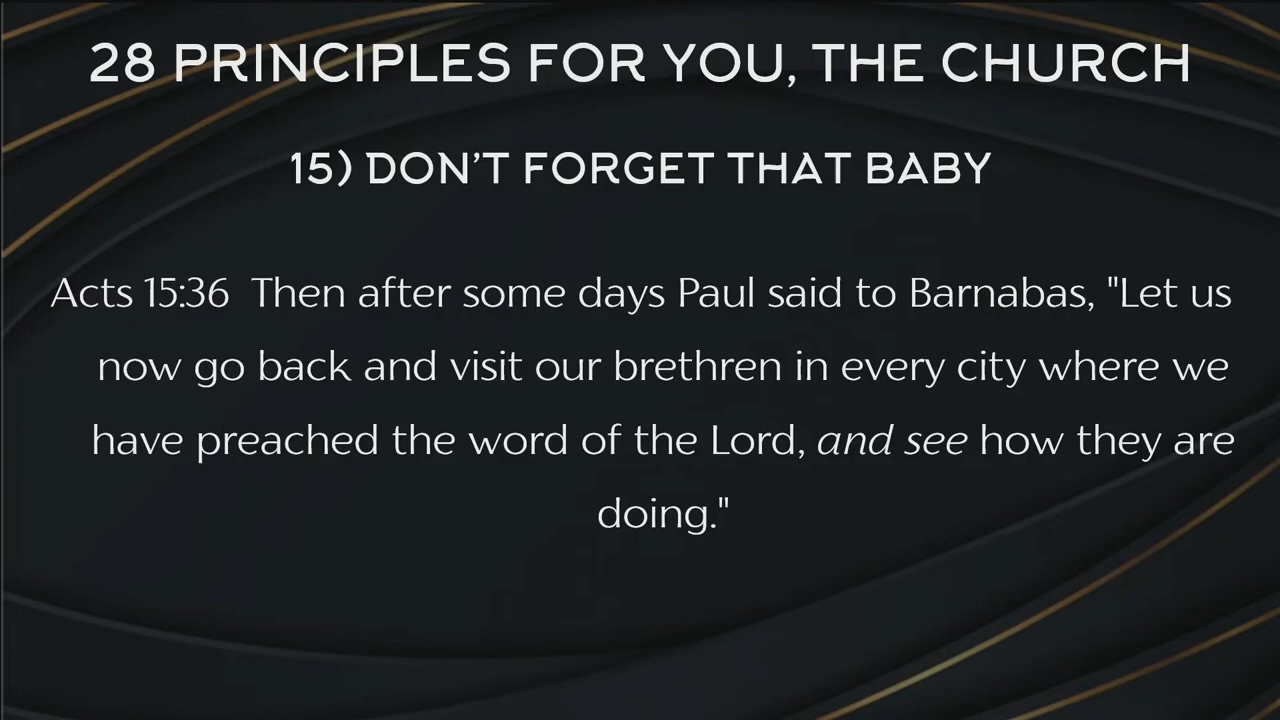 28 PRINCIPLES FOR YOU, THE CHURCH
15) DON'T FORGET THAT BABY
Acts 15:36  Then after some days Paul said to Barnabas, "Let us
now go back and visit our brethren in every city where we
have preached the word of the Lord, and see how they are
doing."